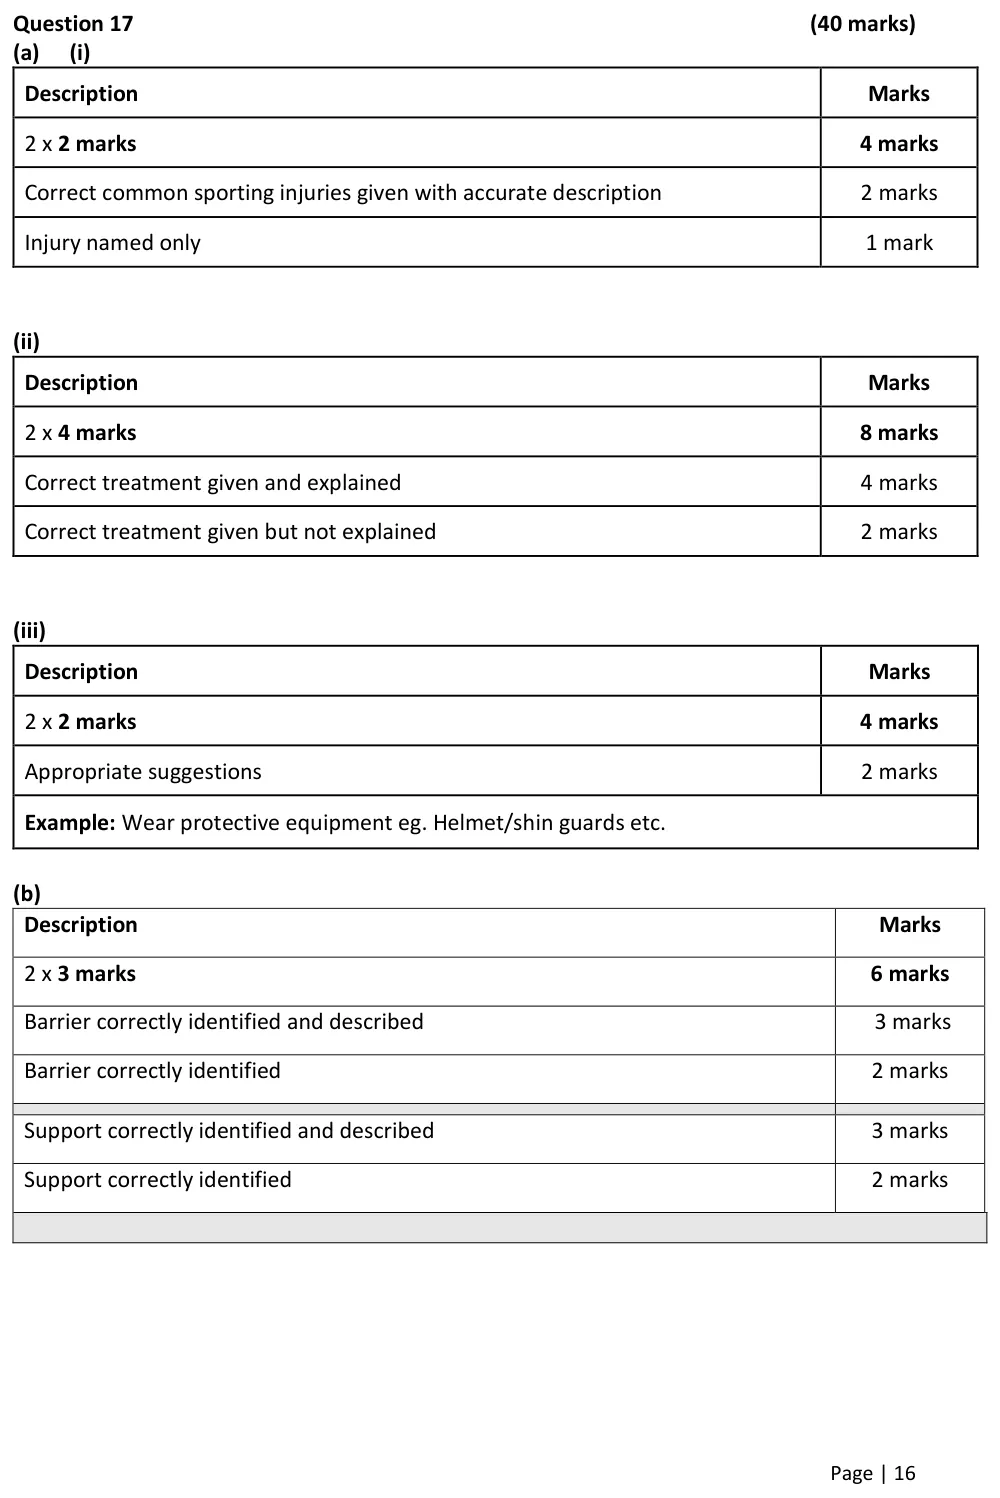 Question 17 (40 marks)
(a) (i)
Description Marks
2 x 2 marks 4 marks
Correct common sporting injuries given with accurate description 2 marks
Injury named only 1 mark
(ii)
Description Marks
2 x 4 marks 8 marks
Correct treatment given and explained 4 marks
Correct treatment given but not explained 2 marks
(iii)
Description Marks
2 x 2 marks 4 marks
Appropriate suggestions 2 marks
Example: Wear protective equipment eg. Helmet/shin guards etc.
(b)
Description Marks
2 x 3 marks 6 marks
Barrier correctly identified and described 3 marks
Barrier correctly identified 2 marks
Support correctly identified and described 3 marks
Support correctly identified 2 marks
Page | 16